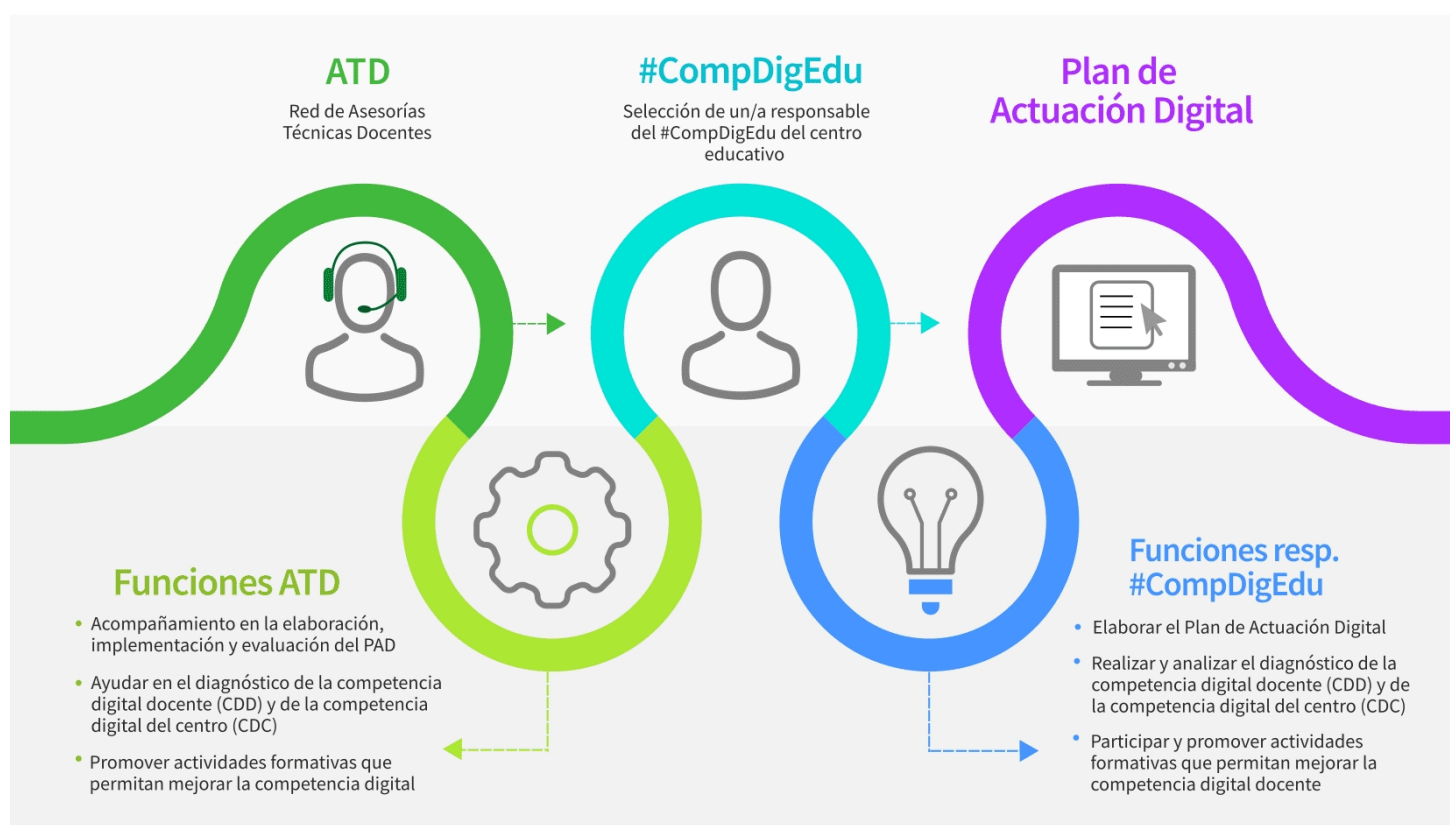 ATD
Red de Asesorías
Técnicas Docentes
#CompDigEdu
Selección de un/a responsable
del #CompDigEdu del centro
educativo
Plan de
Actuación Digital
Funciones ATD
• Acompañamiento en la elaboración,
implementación y evaluación del PAD
• Ayudar en el diagnóstico de la competencia
digital docente (CDD) y de la competencia
digital del centro (CDC)
• Promover actividades formativas que
permitan mejorar la competencia digital
Funciones resp.
#CompDigEdu
• Elaborar el Plan de Actuación Digital
• Realizar y analizar el diagnóstico de la
competencia digital docente (CDD) y de
la competencia digital del centro (CDC)
• Participar y promover actividades
formativas que permitan mejorar la
competencia digital docente